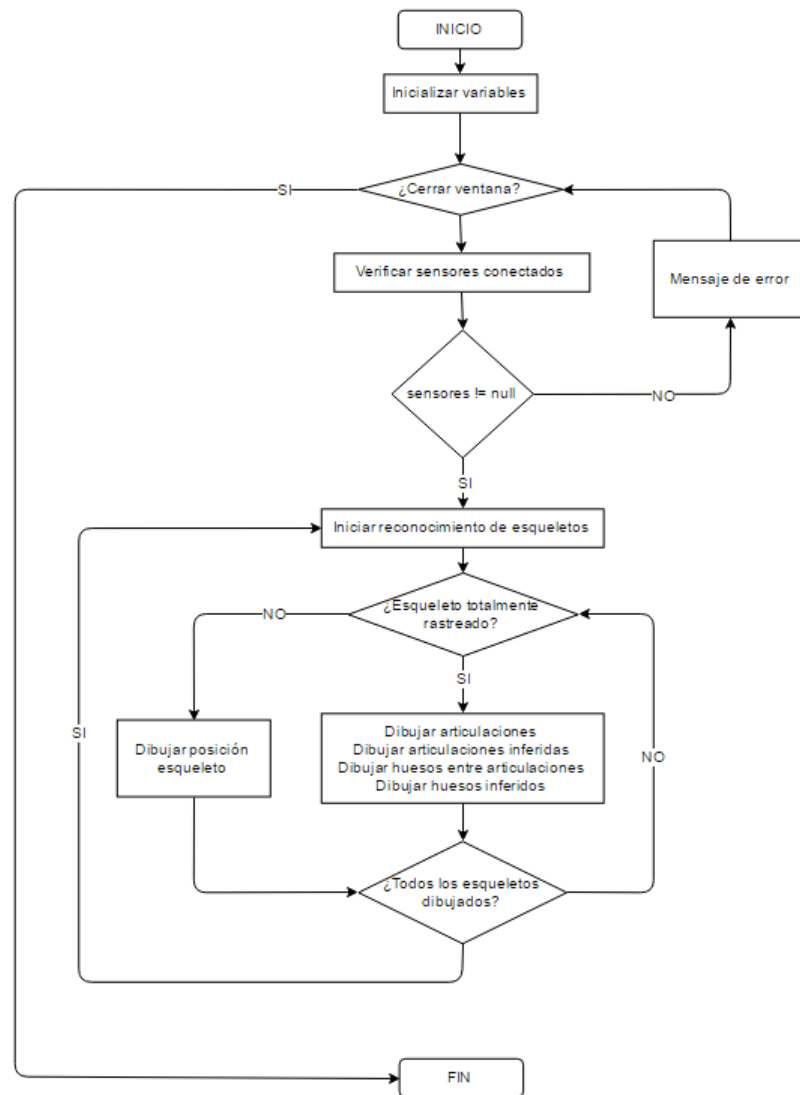 INICIO
Inicializar variables
¿Cerrar ventana?
SI
Verificar sensores conectados
Mensaje de error
sensores != null
NO
SI
Iniciar reconocimiento de esqueletos
¿Esqueleto totalmente
rastreado?
NO
SI
SI
Dibujar posición
esqueleto
Dibujar articulaciones
Dibujar articulaciones inferidas
Dibujar huesos entre articulaciones
Dibujar huesos inferidos
NO
¿Todos los esqueletos
dibujados?
FIN